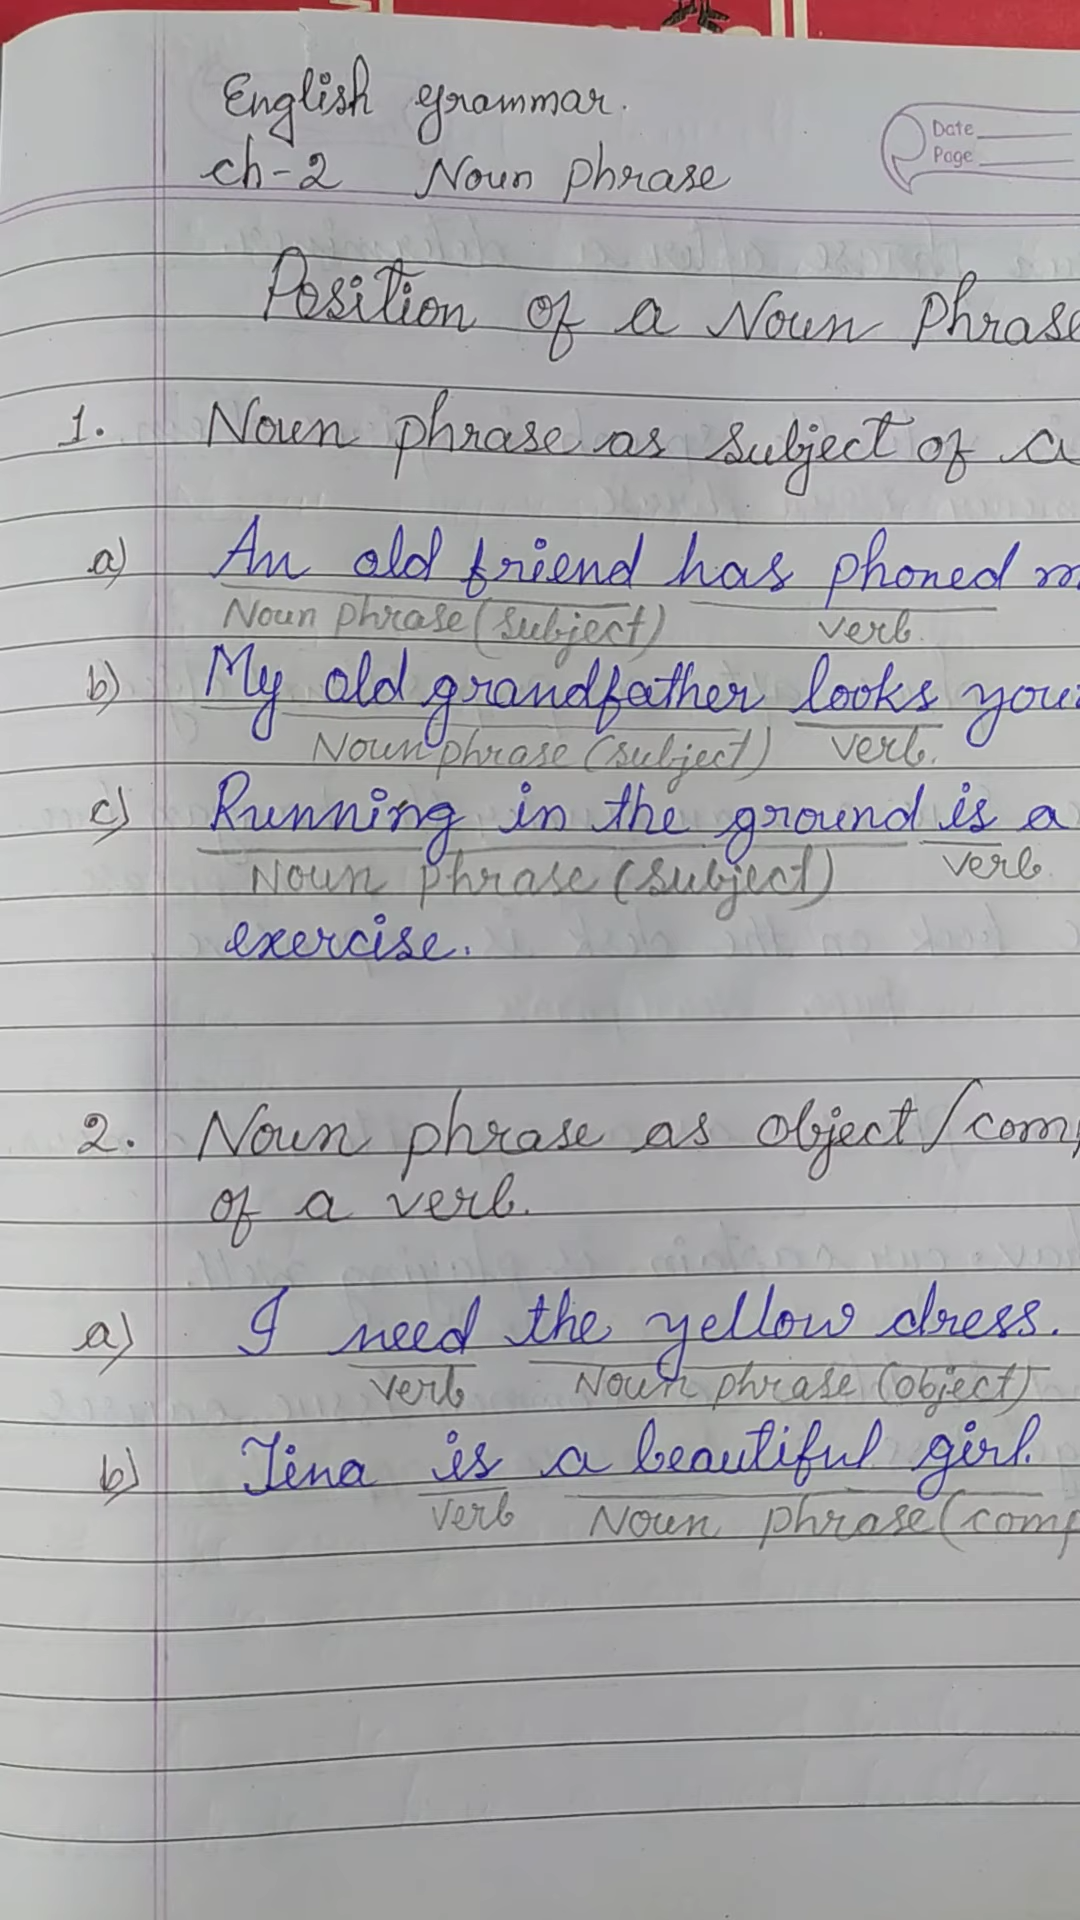 English grammar.
ch-2 Noun phrase
Date
Page
Position of a Noun Phrase
1. Noun phrase as subject of a
a) An old friend has phoned m
Noun phrase (subject) verb.
b) My old grandfather looks you
Noun phrase (subject) verb.
c) Running in the ground is a
Noun phrase (subject) verb
exercise.
2. Noun phrase as object/com
of a verb.
a) I need the yellow dress.
verb Noun phrase (object)
b) Tina is a beautiful girl.
verb Noun phrase (comp